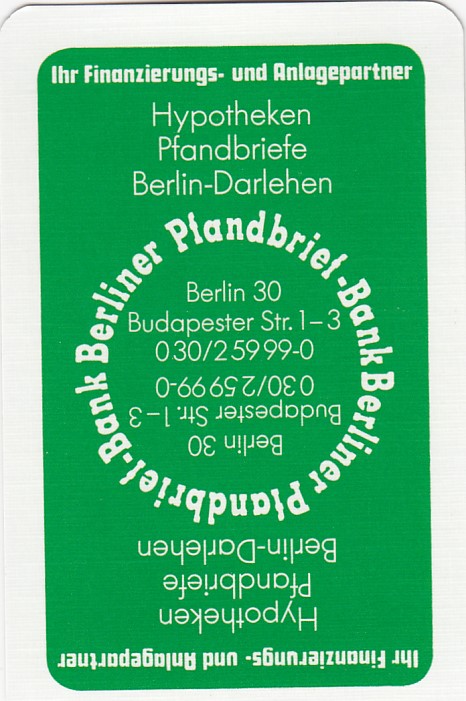 Ihr Finanzierungs- und Anlagepartner
Hypotheken
Pfandbriefe
Berlin-Darlehen
Berliner Pfandbrief-Bank
Berlin 30
Budapester Str. 1–3
030/25999-0
030/25999-0
Budapester Str. 1–3
Berlin 30
Berliner Pfandbrief-Bank
Berlin-Darlehen
Pfandbriefe
Hypotheken
Ihr Finanzierungs- und Anlagepartner